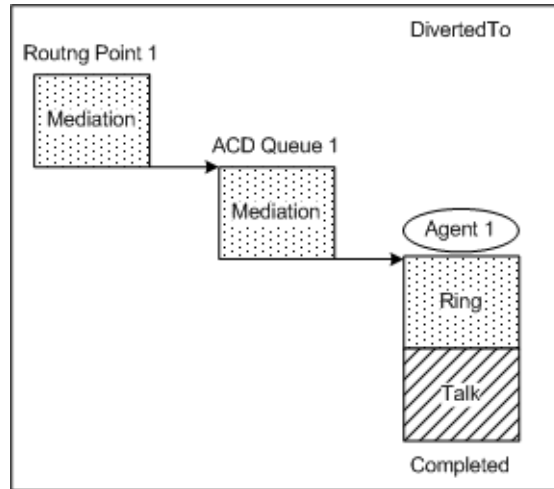 DivertedTo
Routng Point 1
Mediation
ACD Queue 1
Mediation
Agent 1
Ring
Talk
Completed